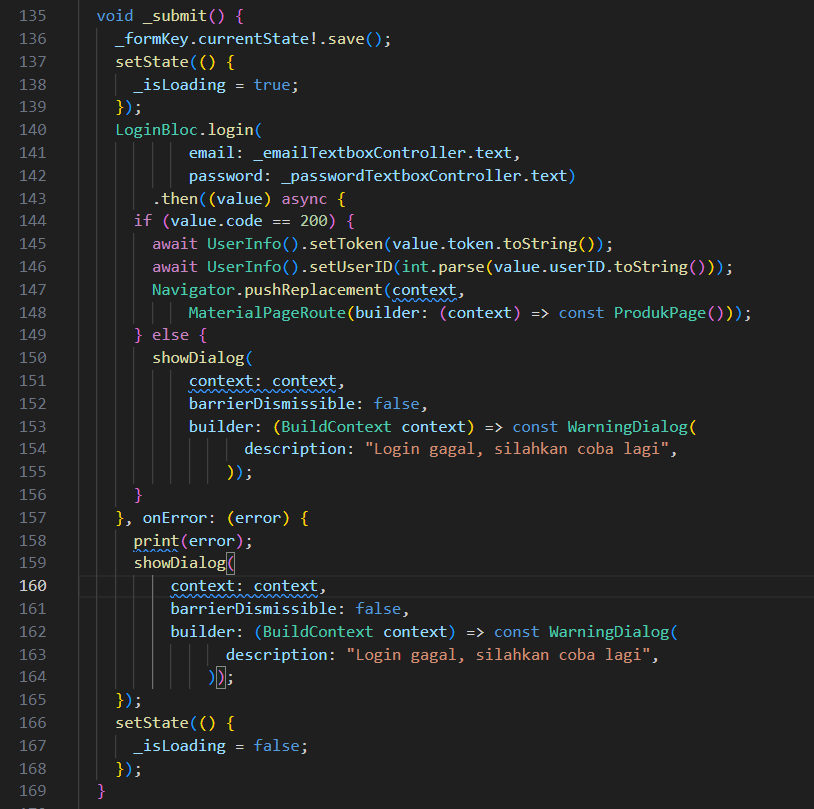 135 void _submit() {
136 _formKey.currentState!.save();
137 setState(() {
138 _isLoading = true;
139 });
140 LoginBloc.login(
141 email: _emailTextboxController.text,
142 password: _passwordTextboxController.text)
143 .then((value) async {
144 if (value.code == 200) {
145 await UserInfo().setToken(value.token.toString());
146 await UserInfo().setUserID(int.parse(value.userID.toString()));
147 Navigator.pushReplacement(context,
148 MaterialPageRoute(builder: (context) => const ProdukPage()));
149 } else {
150 showDialog(
151 context: context,
152 barrierDismissible: false,
153 builder: (BuildContext context) => const WarningDialog(
154 description: "Login gagal, silahkan coba lagi",
155 ));
156 }
157 }, onError: (error) {
158 print(error);
159 showDialog(
160 context: context,
161 barrierDismissible: false,
162 builder: (BuildContext context) => const WarningDialog(
163 description: "Login gagal, silahkan coba lagi",
164 ));
165 });
166 setState(() {
167 _isLoading = false;
168 });
169 }